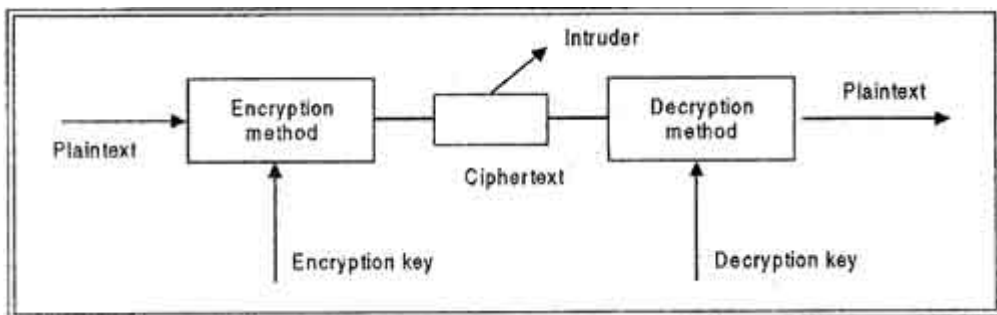 Intruder
Encryption
method
Decryption
method
Plaintext
Plaintext
Ciphertext
Encryption key
Decryption key